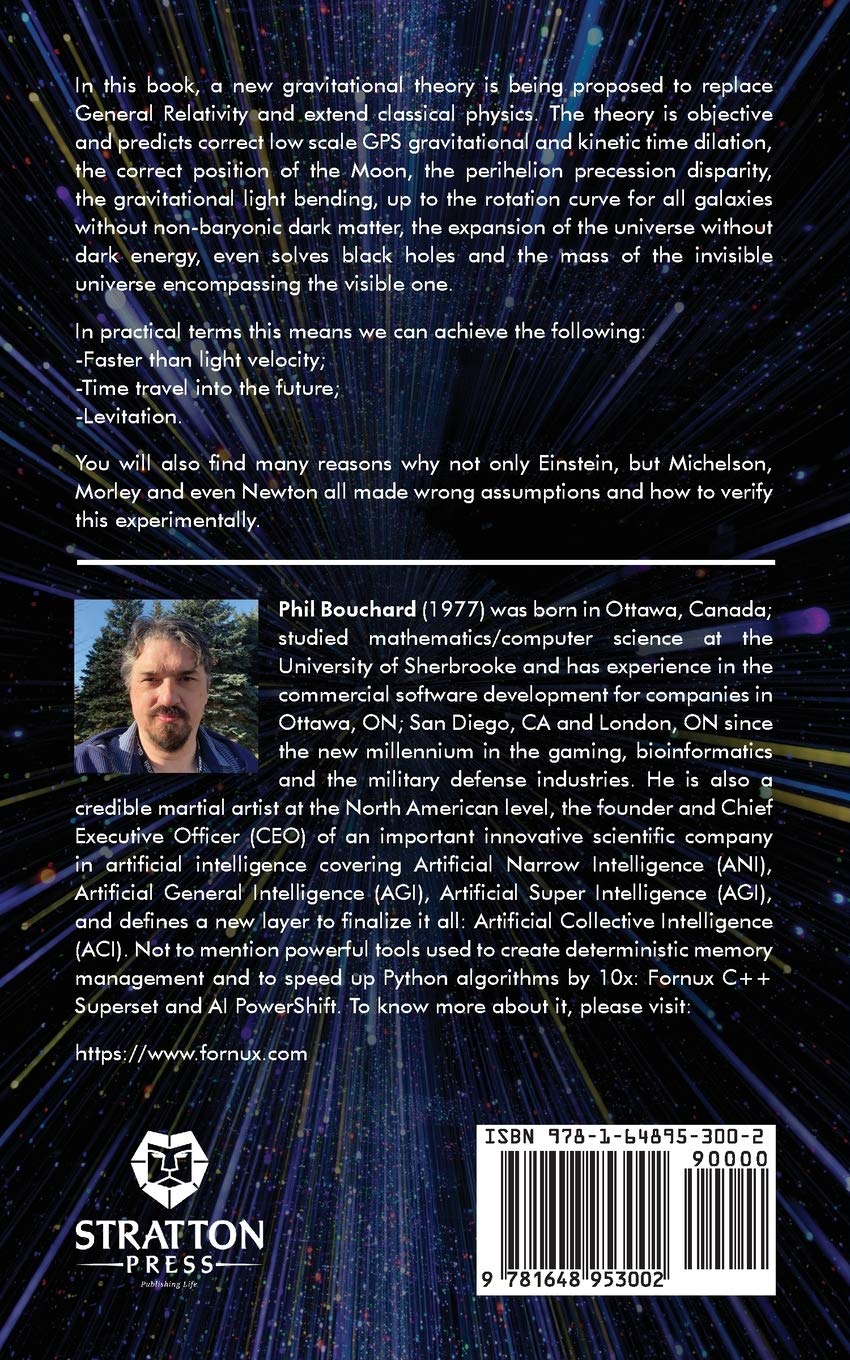 In this book, a new gravitational theory is being proposed to replace
General Relativity and extend classical physics. The theory is objective
and predicts correct low scale GPS gravitational and kinetic time dilation,
the correct position of the Moon, the perihelion precession disparity,
the gravitational light bending, up to the rotation curve for all galaxies
without non-baryonic dark matter, the expansion of the universe without
dark energy, even solves black holes and the mass of the invisible
universe encompassing the visible one.
In practical terms this means we can achieve the following:
-Faster than light velocity;
-Time travel into the future;
-Levitation.
You will also find many reasons why not only Einstein, but Michelson,
Morley and even Newton all made wrong assumptions and how to verify
this experimentally.
Phil Bouchard (1977) was born in Ottawa, Canada;
studied mathematics/computer science at the
University of Sherbrooke and has experience in the
commercial software development for companies in
Ottawa, ON; San Diego, CA and London, ON since
the new millennium in the gaming, bioinformatics
and the military defense industries. He is also a
credible martial artist at the North American level, the founder and Chief
Executive Officer (CEO) of an important innovative scientific company
in artificial intelligence covering Artificial Narrow Intelligence (ANI),
Artificial General Intelligence (AGI), Artificial Super Intelligence (AGI),
and defines a new layer to finalize it all: Artificial Collective Intelligence
(ACI). Not to mention powerful tools used to create deterministic memory
management and to speed up Python algorithms by 10x: Fornux C++
Superset and AI PowerShift. To know more about it, please visit:
https://www.fornux.com
STRATTON
PRESS
Publishing Life
ISBN 978-1-64895-300-2
90000
9 781648 953002